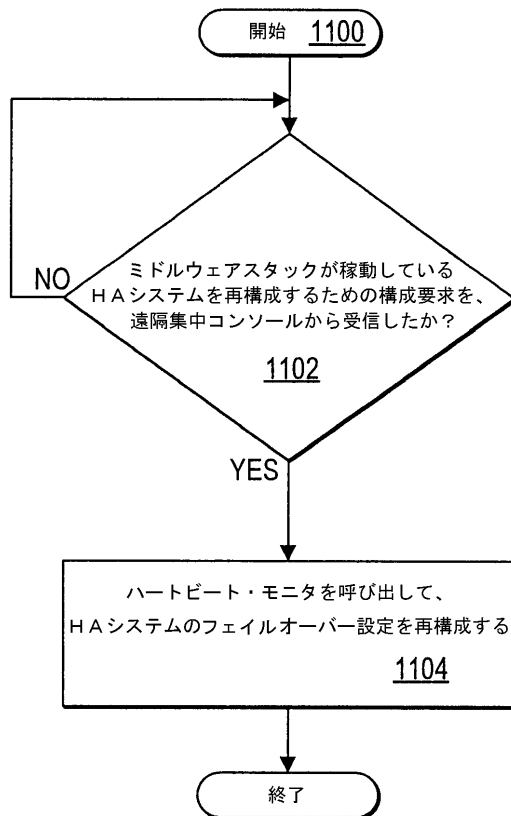 開始 1100
ミドルウェアスタックが稼動している
HAシステムを再構成するための構成要求を、
遠隔集中コンソールから受信したか?
1102
NO
YES
ハートビート・モニタを呼び出して、
HAシステムのフェイルオーバー設定を再構成する
1104
終了